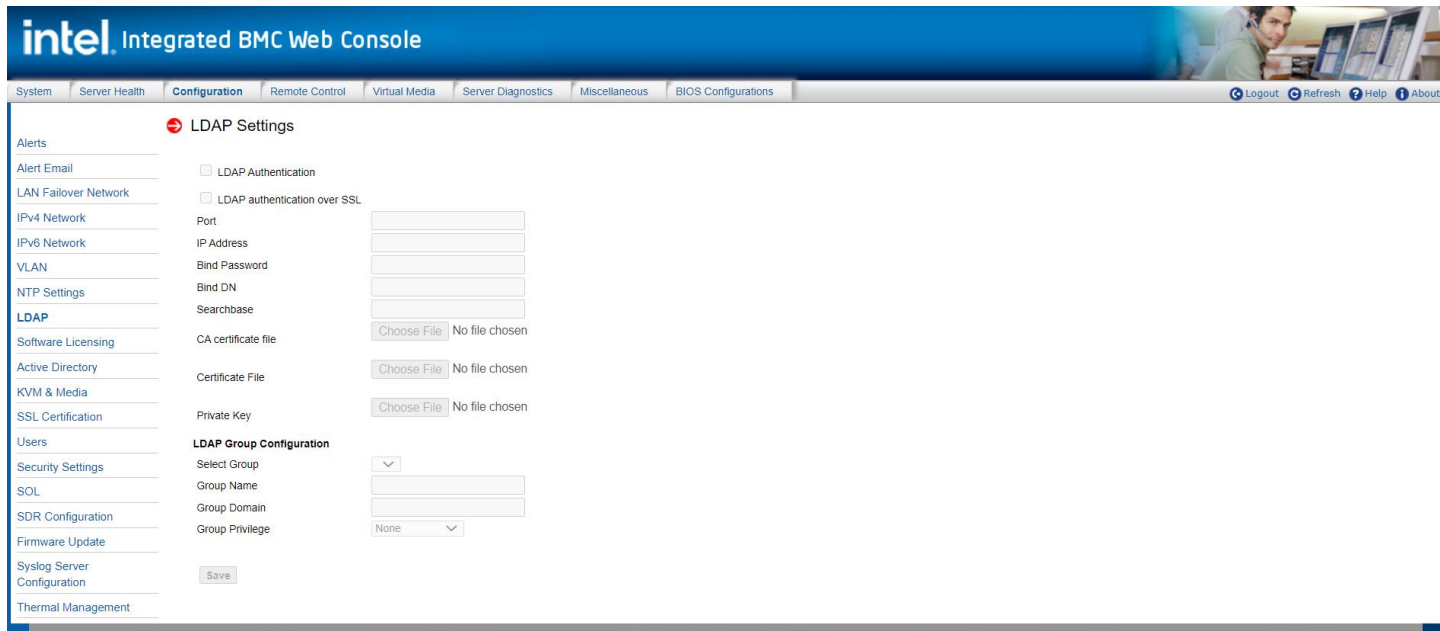 intel. Integrated BMC Web Console
System Server Health Configuration Remote Control Virtual Media Server Diagnostics Miscellaneous BIOS Configurations Logout Refresh Help About
Alerts
Alert Email
LAN Failover Network
IPv4 Network
IPv6 Network
VLAN
NTP Settings
LDAP
Software Licensing
Active Directory
KVM & Media
SSL Certification
Users
Security Settings
SOL
SDR Configuration
Firmware Update
Syslog Server
Configuration
Thermal Management
LDAP Settings
LDAP Authentication
LDAP authentication over SSL
Port
IP Address
Bind Password
Bind DN
Searchbase
CA certificate file Choose File No file chosen
Certificate File Choose File No file chosen
Private Key Choose File No file chosen
LDAP Group Configuration
Select Group
Group Name
Group Domain
Group Privilege None
Save